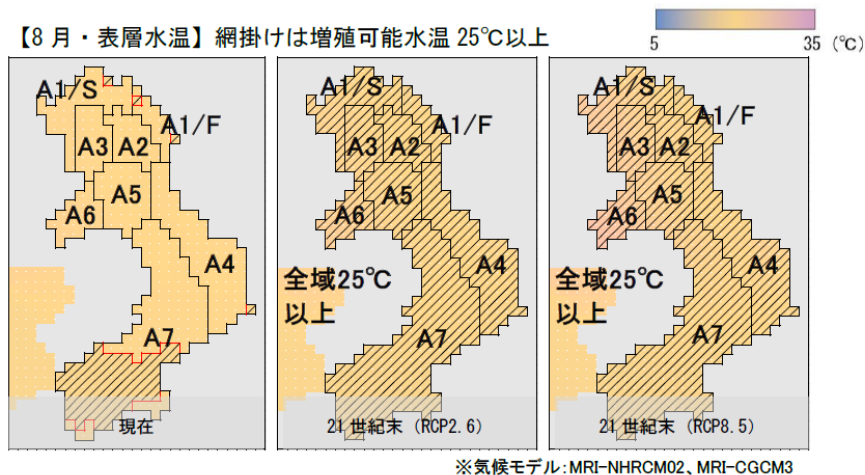 【8月・表層水温】網掛けは増殖可能水温 25℃以上
5 35 (℃)
A1/S
A1/F
A3 A2
A5
A6
A4
A7
現在
A1/S
A1/F
A3 A2
A5
A6
A4
全域25℃
以上
A7
21世紀末（RCP2.6）
A1/S
A1/F
A3 A2
A5
A6
A4
全域25℃
以上
A7
21世紀末（RCP8.5）
※気候モデル:MRI-NHRCM02、MRI-CGCM3